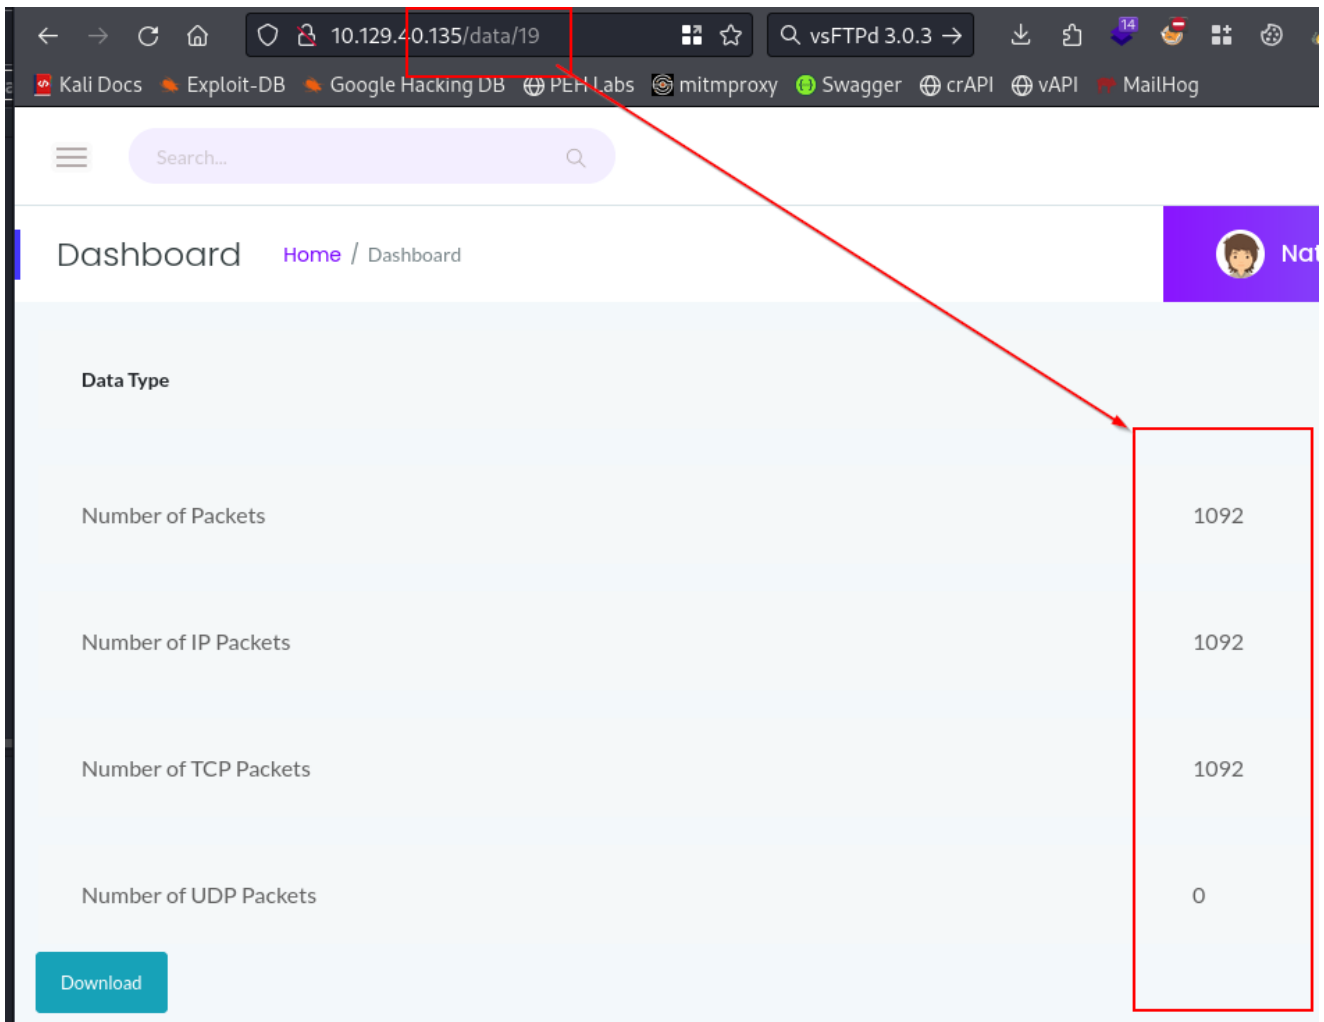 10.129.40.135/data/19
vsFTPd 3.0.3 →
14
Kali Docs Exploit-DB Google Hacking DB PEH Labs mitmproxy Swagger crAPI vAPI MailHog
Search...
Dashboard Home / Dashboard
Nat
Data Type
Number of Packets 1092
Number of IP Packets 1092
Number of TCP Packets 1092
Number of UDP Packets 0
Download